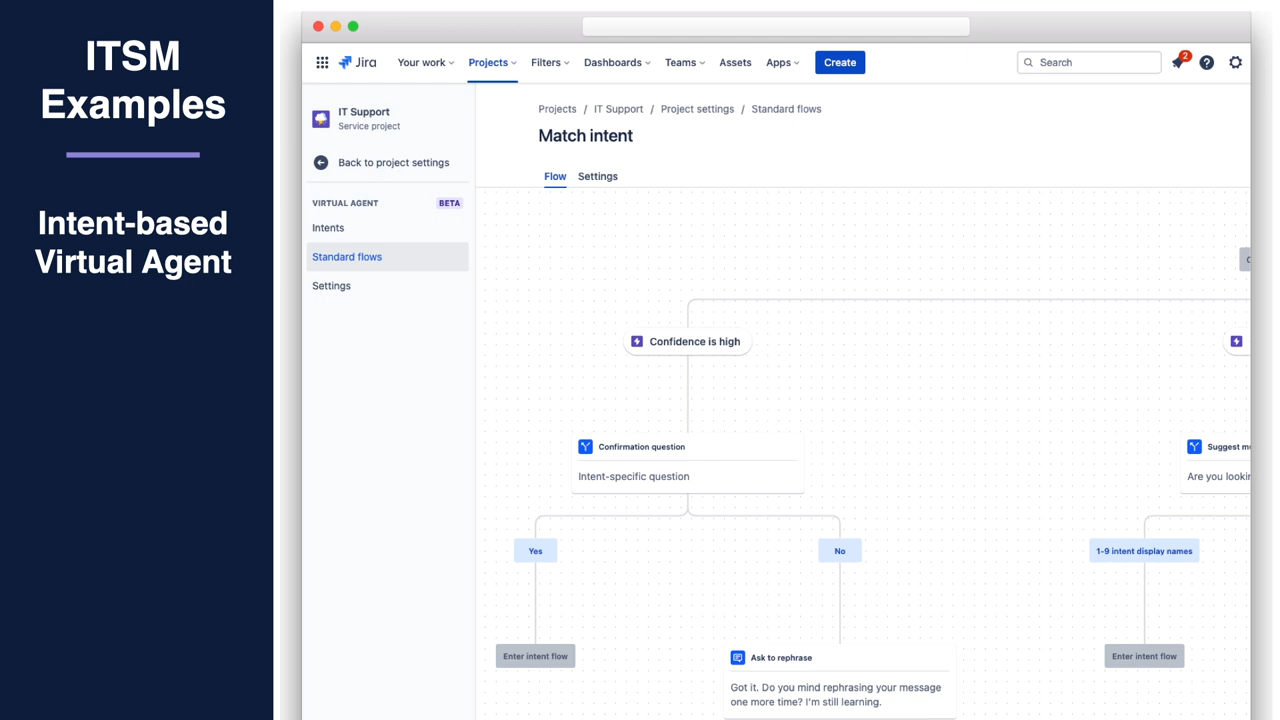 ITSM
Examples
Intent-based
Virtual Agent
Jira
Your work
Projects
Filters
Dashboards
Teams
Assets
Apps
Create
Search
2
IT Support
Service project
Back to project settings
VIRTUAL AGENT
BETA
Intents
Standard flows
Settings
Projects / IT Support / Project settings / Standard flows
Match intent
Flow
Settings
Confidence is high
Confirmation question
Intent-specific question
Yes
No
Enter intent flow
Ask to rephrase
Got it. Do you mind rephrasing your message
one more time? I'm still learning.
Suggest
Are you
1-9 intent display names
Enter intent flow